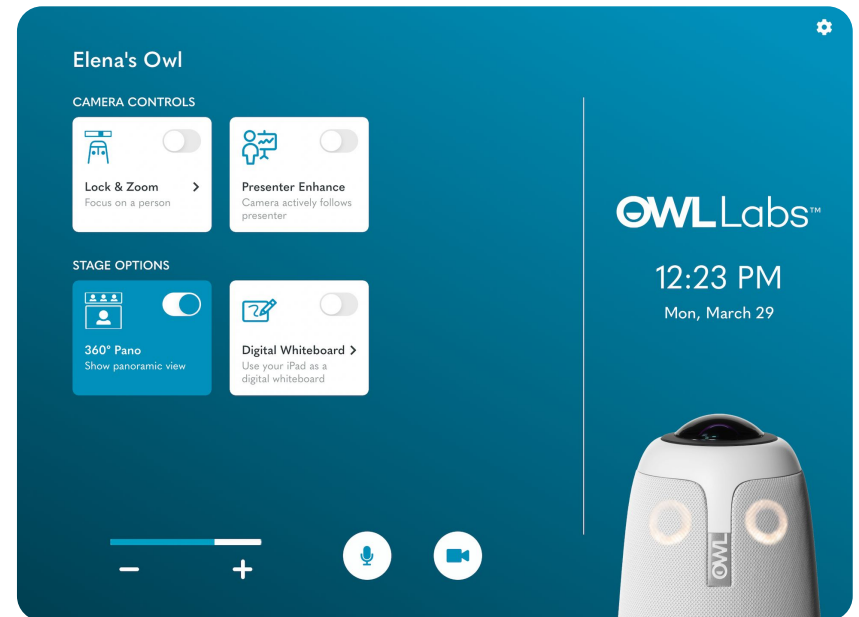 Elena's Owl
CAMERA CONTROLS
Lock & Zoom
Focus on a person
Presenter Enhance
Camera actively follows
presenter
STAGE OPTIONS
360° Pano
Show panoramic view
Digital Whiteboard
Use your iPad as a
digital whiteboard
OWL Labs™
12:23 PM
Mon, March 29
OWL